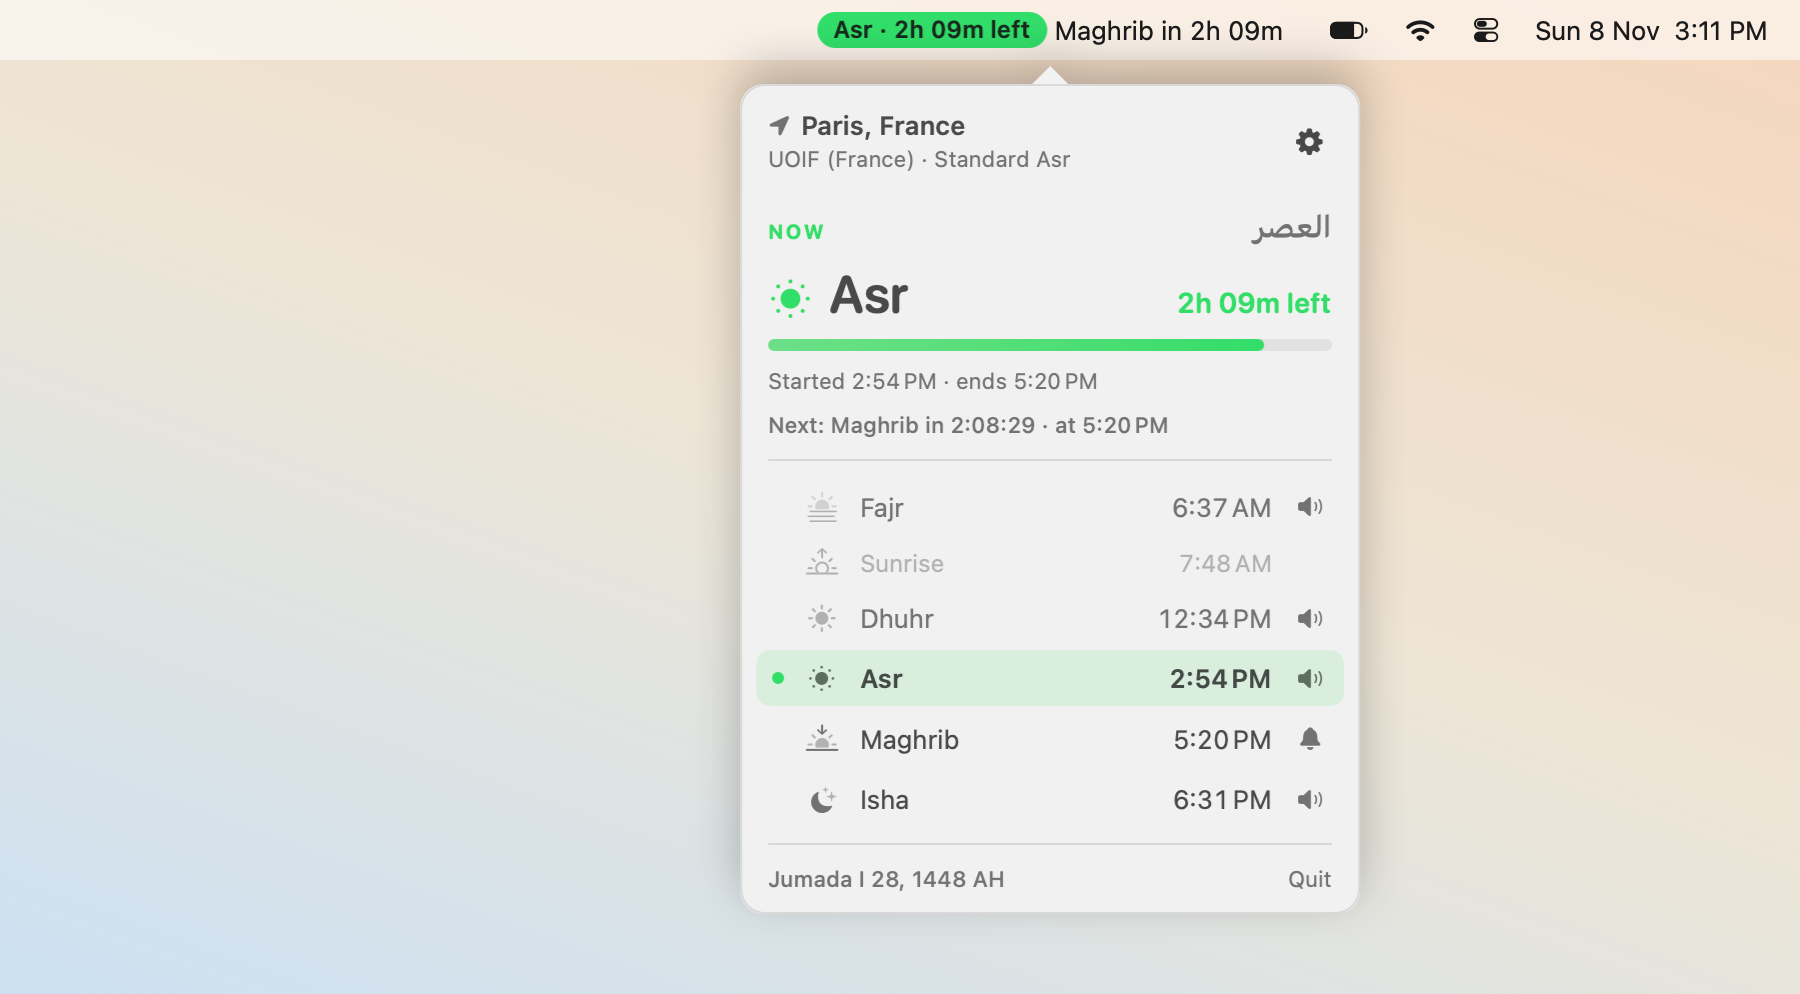 Asr · 2h 09m left Maghrib in 2h 09m Sun 8 Nov 3:11 PM
Paris, France
UOIF (France) · Standard Asr
NOW العصر
Asr 2h 09m left
Started 2:54 PM · ends 5:20 PM
Next: Maghrib in 2:08:29 · at 5:20 PM
Fajr 6:37 AM
Sunrise 7:48 AM
Dhuhr 12:34 PM
Asr 2:54 PM
Maghrib 5:20 PM
Isha 6:31 PM
Jumada I 28, 1448 AH Quit